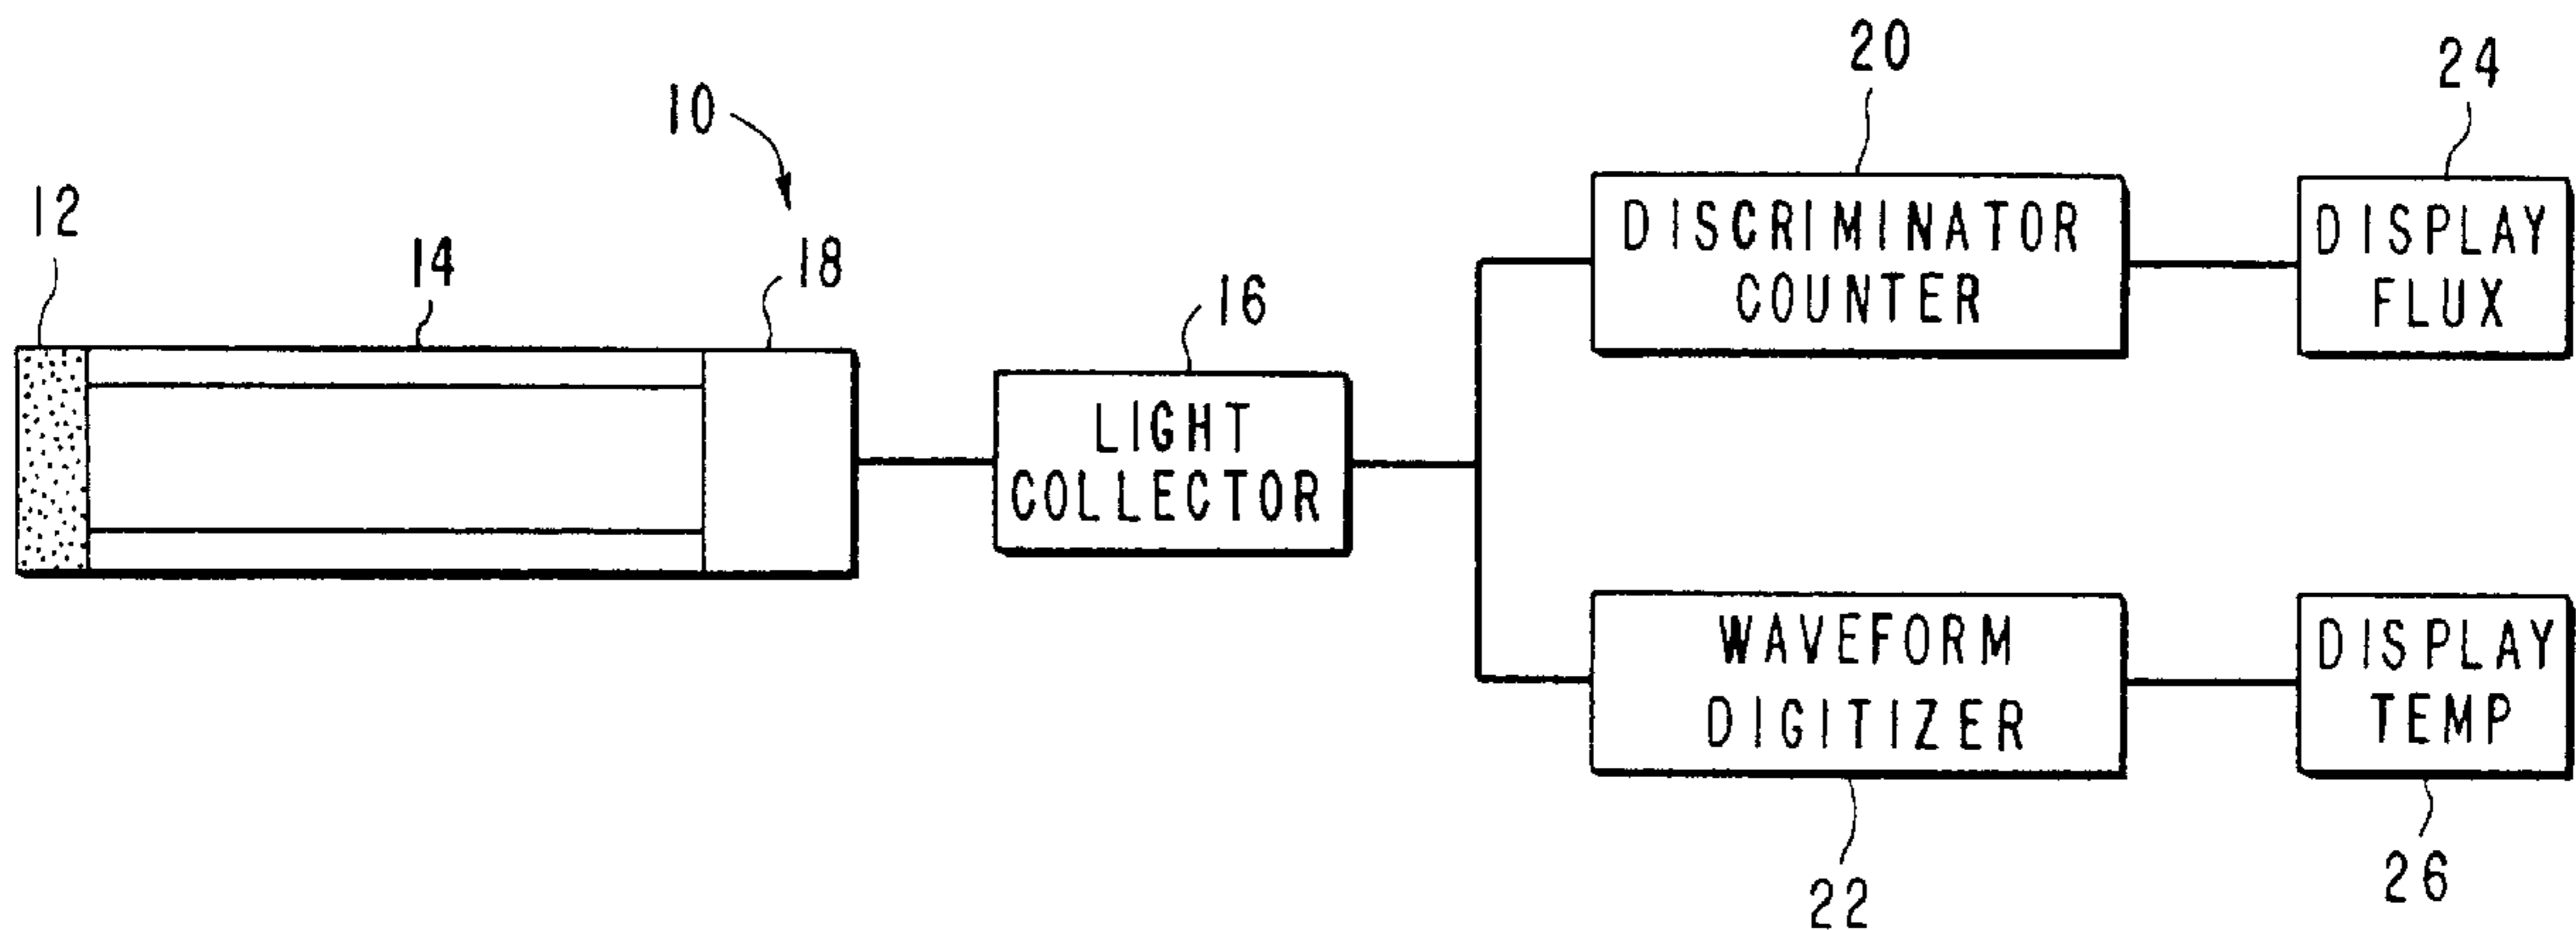 20
24
10
12
14
18
16
DISCRIMINATOR
COUNTER
DISPLAY
FLUX
LIGHT
COLLECTOR
WAVEFORM
DIGITIZER
DISPLAY
TEMP
22
26